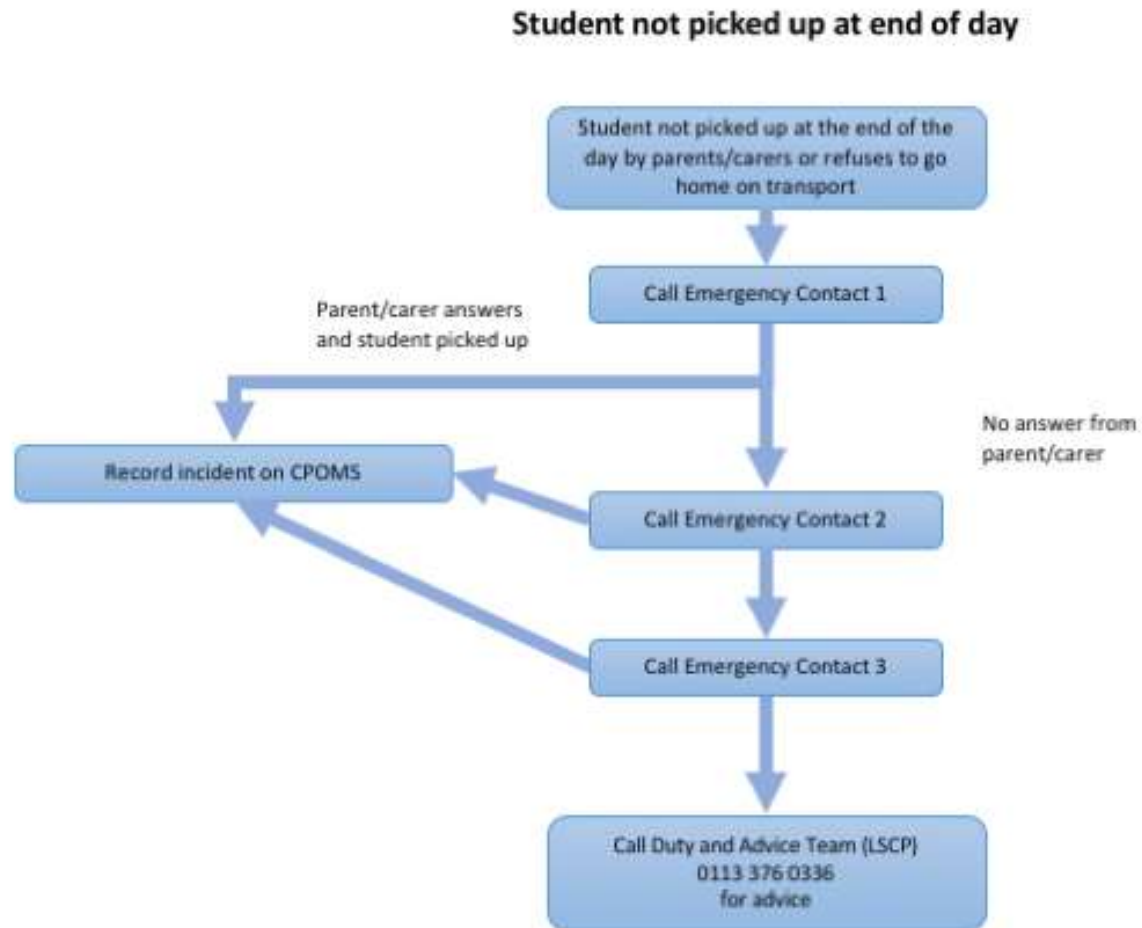 Student not picked up at end of day
Student not picked up at the end of the
day by parents/carers or refuses to go
home on transport
Call Emergency Contact 1
Parent/carer answers
and student picked up
No answer from
parent/carer
Record incident on CPOMS
Call Emergency Contact 2
Call Emergency Contact 3
Call Duty and Advice Team (LSCP)
0113 376 0336
for advice